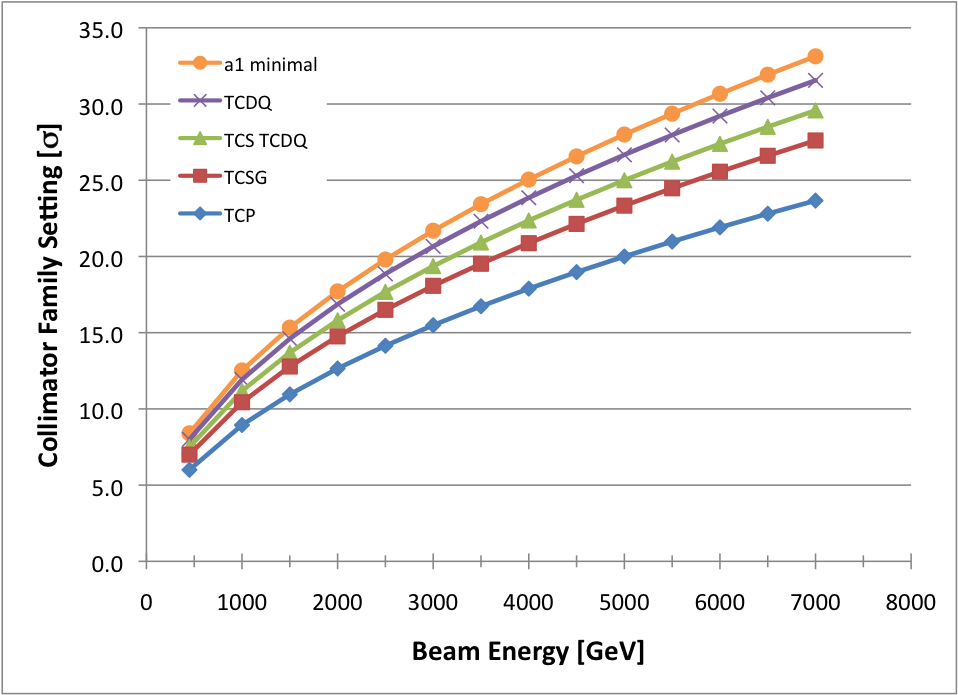 35.0
30.0
25.0
20.0
15.0
10.0
5.0
0.0
Collimator Family Setting [σ]
a1 minimal
TCDQ
TCS TCDQ
TCSG
TCP
0 1000 2000 3000 4000 5000 6000 7000 8000
Beam Energy [GeV]